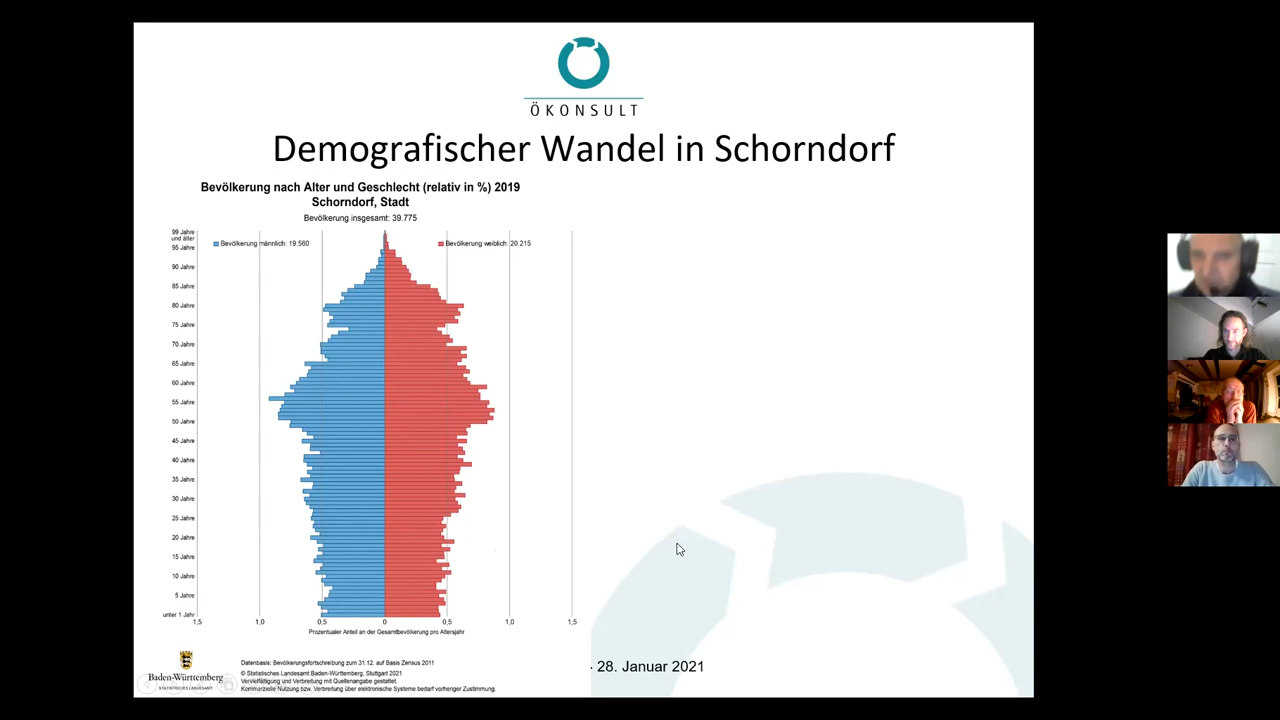 ÖKONSULT
Demografischer Wandel in Schorndorf
Bevölkerung nach Alter und Geschlecht (relativ in %) 2019
Schorndorf, Stadt
Bevölkerung insgesamt: 39.775
Bevölkerung männlich: 19.560
Bevölkerung weiblich: 20.215
99 Jahre
und älter
95 Jahre
90 Jahre
85 Jahre
80 Jahre
75 Jahre
70 Jahre
65 Jahre
60 Jahre
55 Jahre
50 Jahre
45 Jahre
40 Jahre
35 Jahre
30 Jahre
25 Jahre
20 Jahre
15 Jahre
10 Jahre
5 Jahre
unter 1 Jahr
1,5 1,0 0,5 0 0,5 1,0 1,5
Prozentualer Anteil an der Gesamtbevölkerung pro Altersjahr
Baden-Württemberg
STATISTISCHES LANDESAMT
Datenbasis: Bevölkerungsfortschreibung zum 31.12. auf Basis Zensus 2011
© Statistisches Landesamt Baden-Württemberg, Stuttgart 2021
Vervielfältigung und Verbreitung mit Quellenangabe gestattet.
Kommerzielle Nutzung bzw. Verbreitung über elektronische Systeme bedarf vorheriger Zustimmung.
. 28. Januar 2021